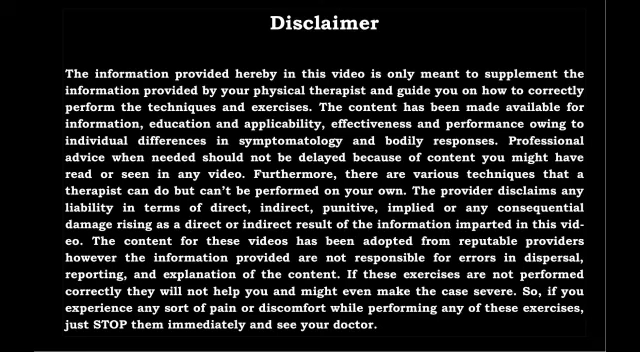 Disclaimer
The information provided hereby in this video is only meant to supplement the
information provided by your physical therapist and guide you on how to correctly
perform the techniques and exercises. The content has been made available for
information, education and applicability, effectiveness and performance owing to
individual differences in symptomatology and bodily responses. Professional
advice when needed should not be delayed because of content you might have
read or seen in any video. Furthermore, there are various techniques that a
therapist can do but can't be performed on your own. The provider disclaims any
liability in terms of direct, indirect, punitive, implied or any consequential
damage rising as a direct or indirect result of the information imparted in this vid-
eo. The content for these videos has been adopted from reputable providers
however the information provided are not responsible for errors in dispersal,
reporting, and explanation of the content. If these exercises are not performed
correctly they will not help you and might even make the case severe. So, if you
experience any sort of pain or discomfort while performing any of these exercises,
just STOP them immediately and see your doctor.